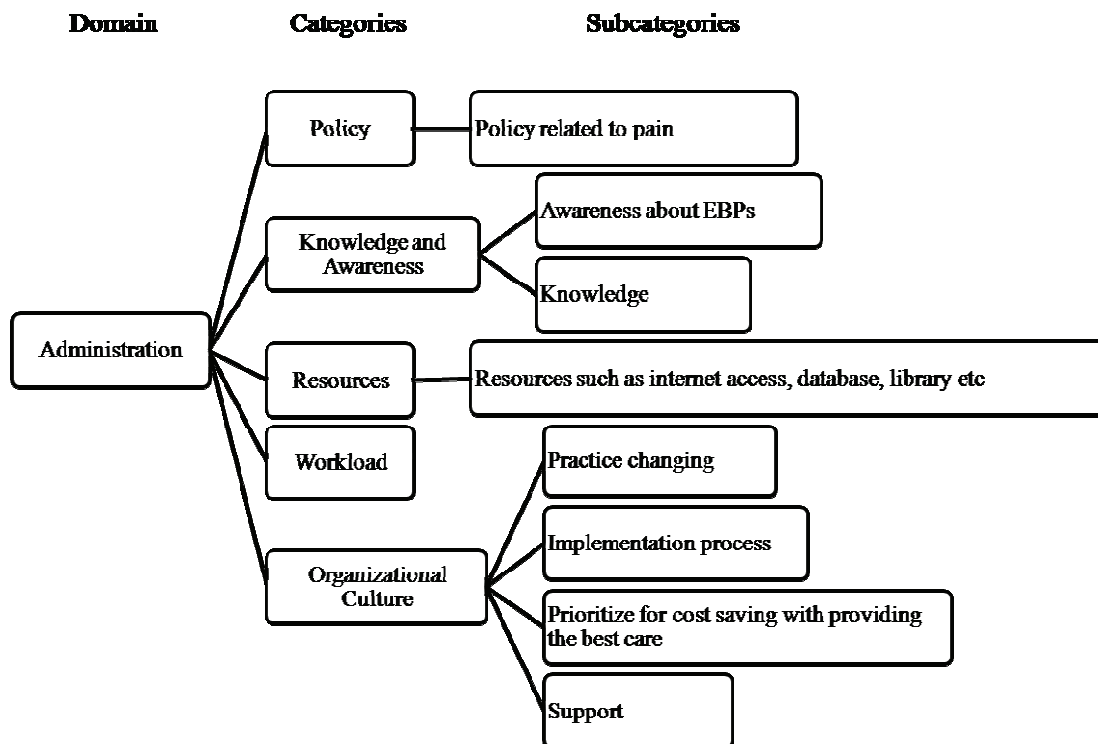 Domain Categories Subcategories
Policy Policy related to pain
Awareness about EBPs
Knowledge and
Awareness
Knowledge
Administration
Resources Resources such as internet access, database, library etc
Workload
Practice changing
Implementation process
Organizational
Culture
Prioritize for cost saving with providing
the best care
Support